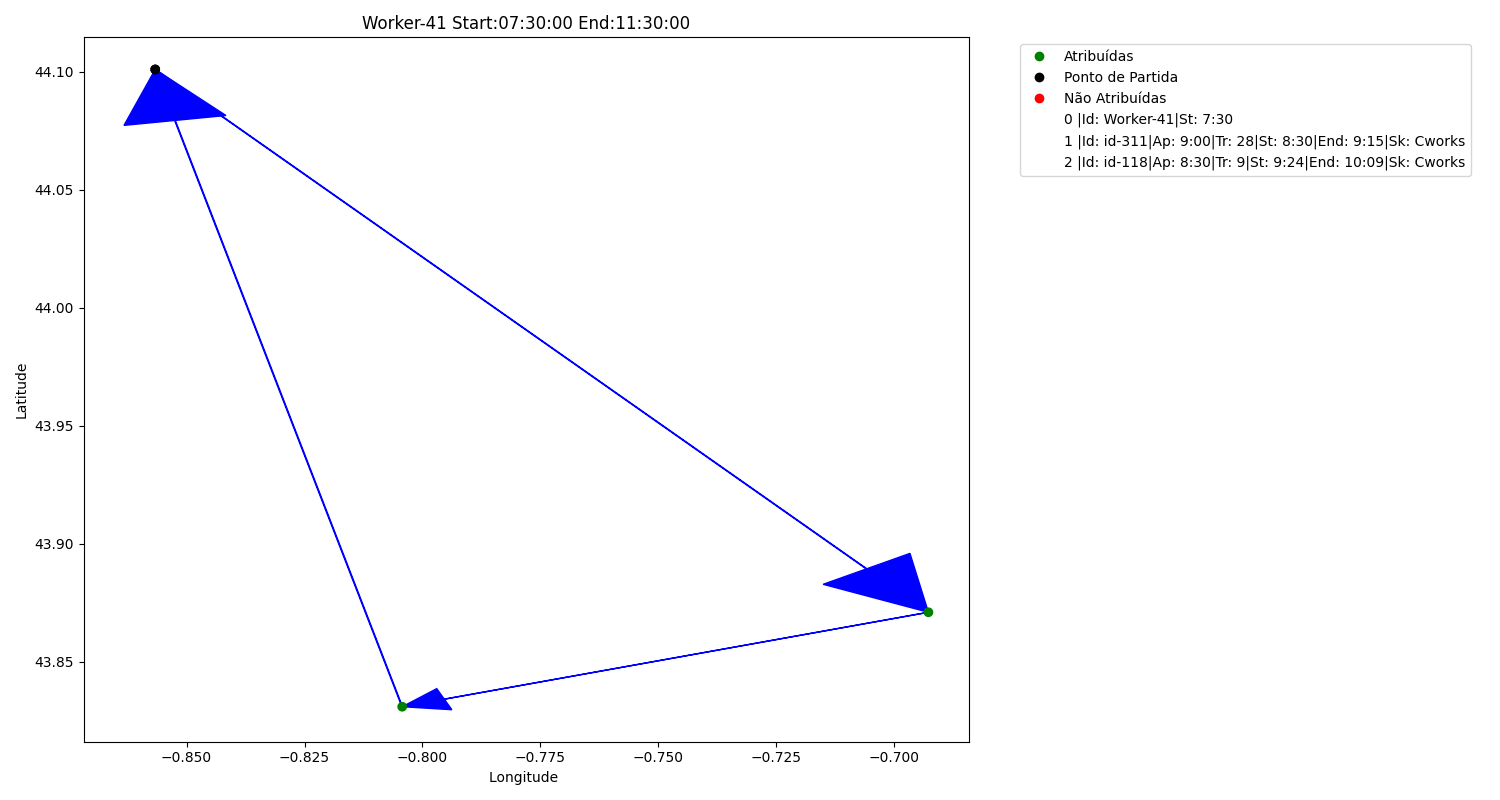 Worker-41 Start:07:30:00 End:11:30:00
44.10
44.05
44.00
43.95
43.90
43.85
Latitude
−0.850
−0.825
−0.800
−0.775
−0.750
−0.725
−0.700
Longitude
Atribuídas
Ponto de Partida
Não Atribuídas
0 |Id: Worker-41|St: 7:30
1 |Id: id-311|Ap: 9:00|Tr: 28|St: 8:30|End: 9:15|Sk: Cworks
2 |Id: id-118|Ap: 8:30|Tr: 9|St: 9:24|End: 10:09|Sk: Cworks